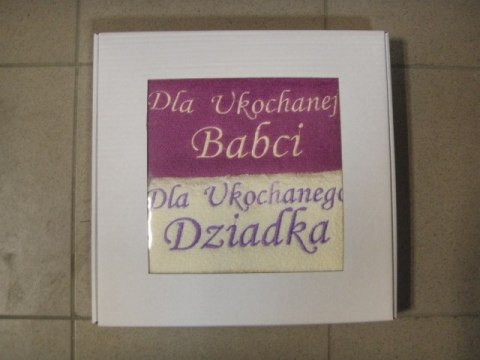 Dla Ukochanej
Babci
Dla Ukochanego
Dziadka